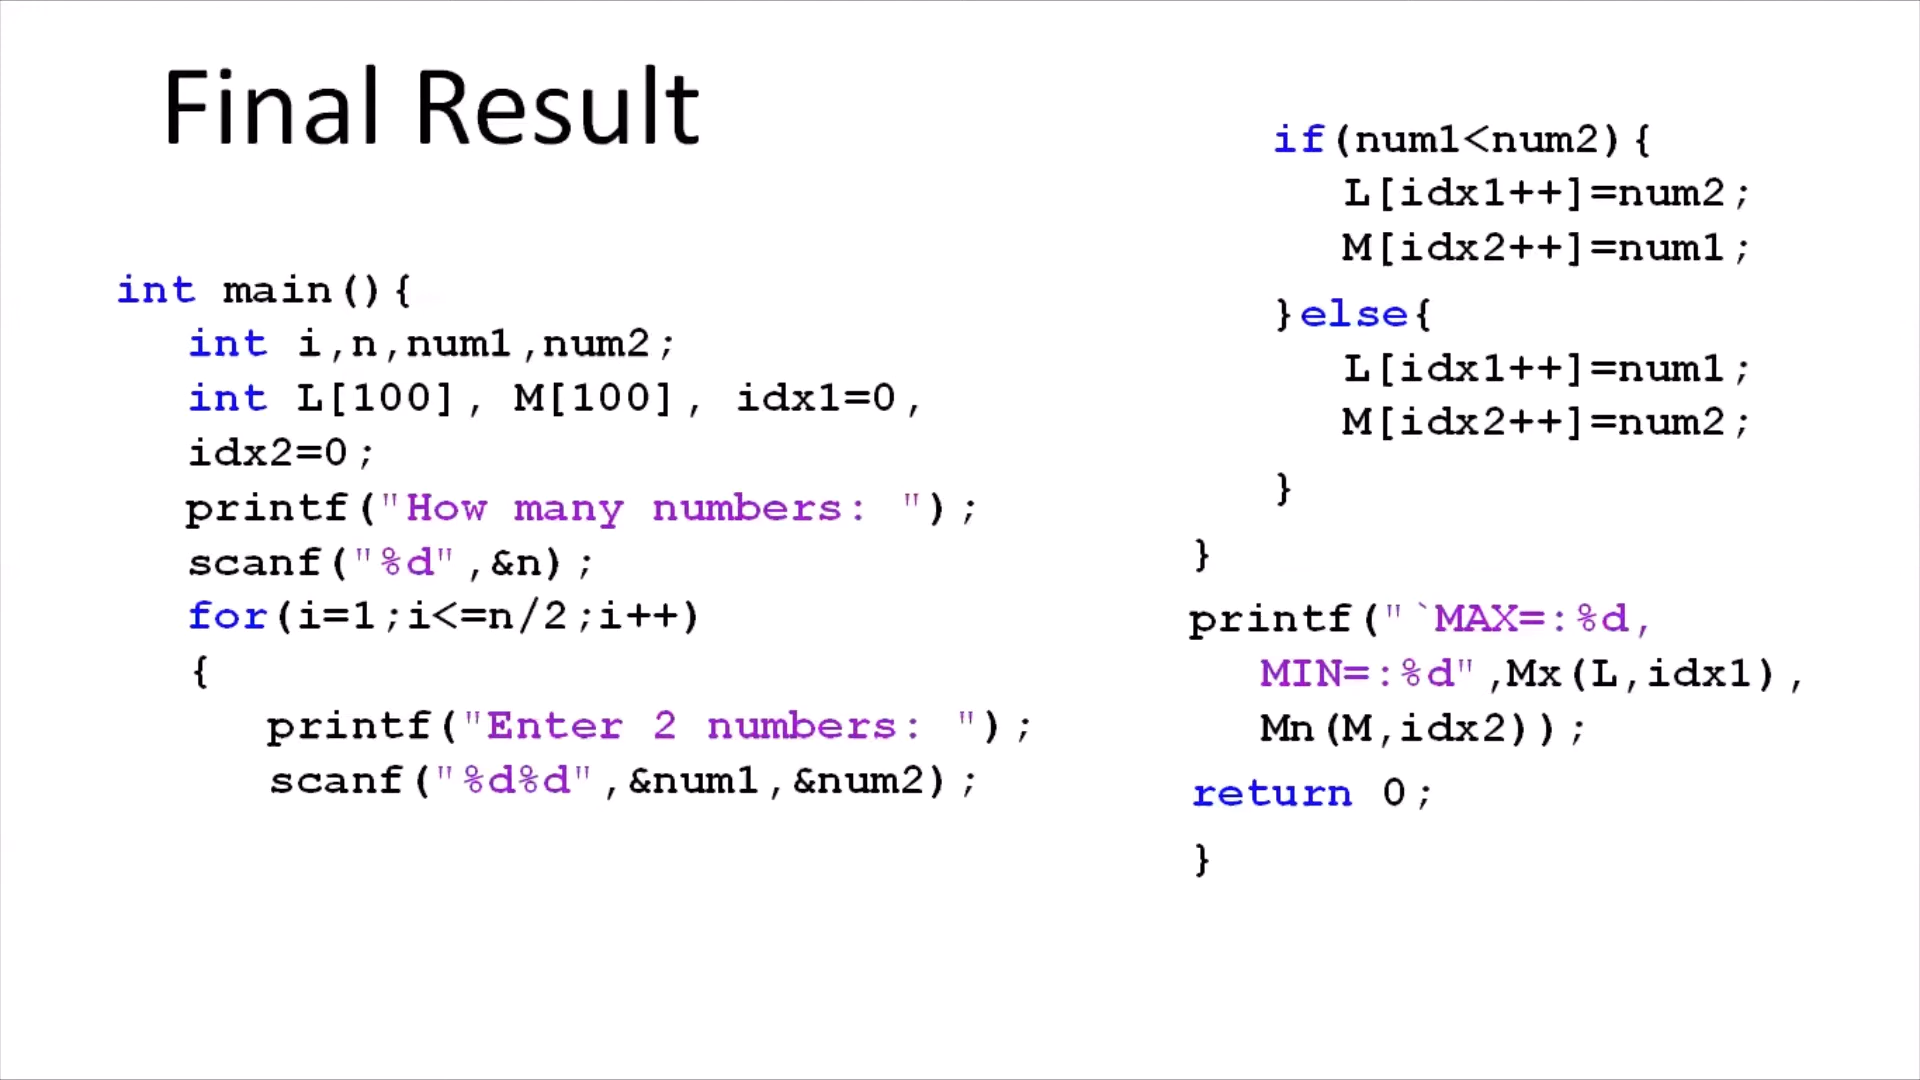 Final Result
int main(){
int i,n,num1,num2;
int L[100], M[100], idx1=0,
idx2=0;
printf("How many numbers: ");
scanf("%d",&n);
for(i=1;i<=n/2;i++)
{
printf("Enter 2 numbers: ");
scanf("%d%d",&num1,&num2);
if(num1<num2){
L[idx1++]=num2;
M[idx2++]=num1;
}else{
L[idx1++]=num1;
M[idx2++]=num2;
}
}
printf("`MAX=:%d,
MIN=:%d",Mx(L,idx1),
Mn(M,idx2));
return 0;
}